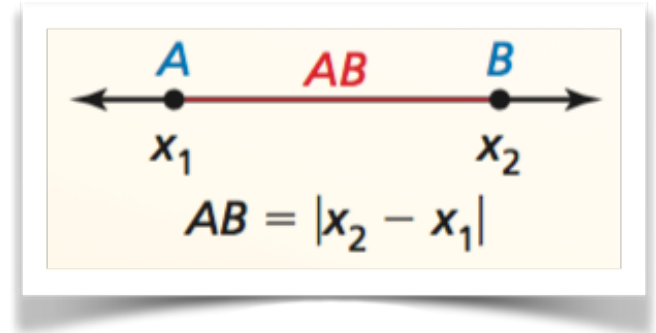 A AB B
x₁ x₂
AB = |x₂ − x₁|